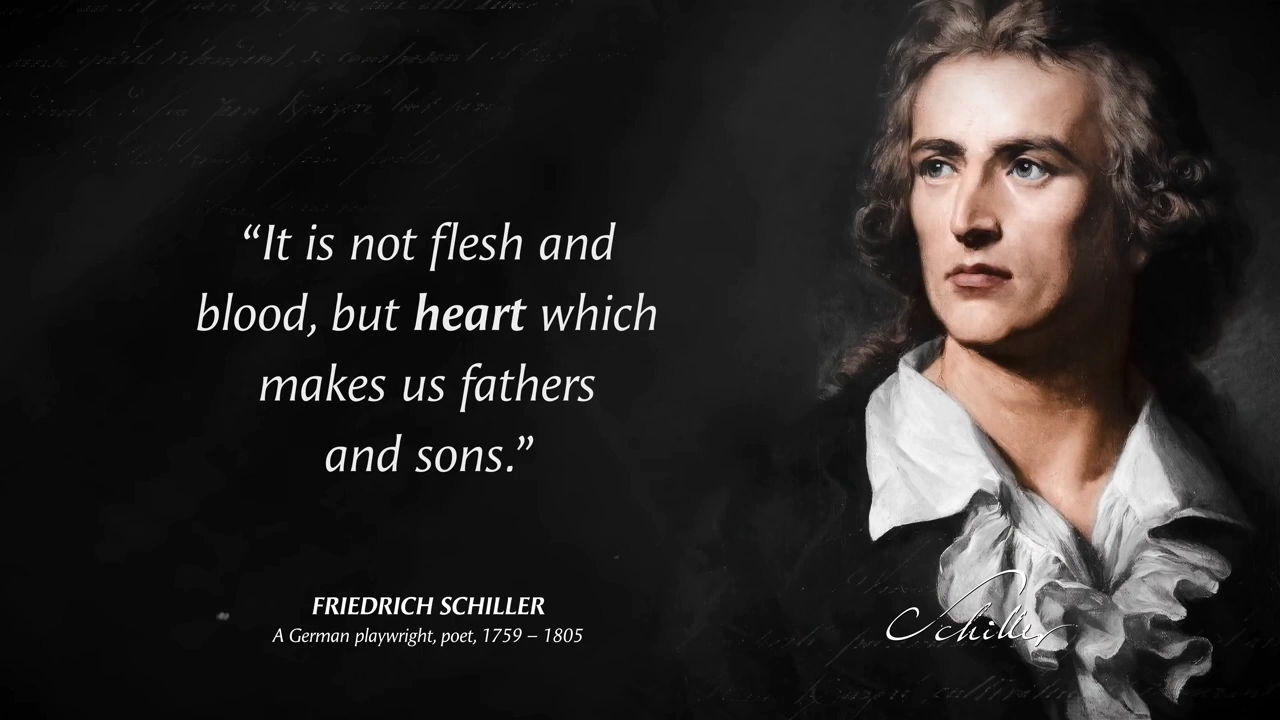 “It is not flesh and
blood, but heart which
makes us fathers
and sons.”
FRIEDRICH SCHILLER
A German playwright, poet, 1759 – 1805
Schiller